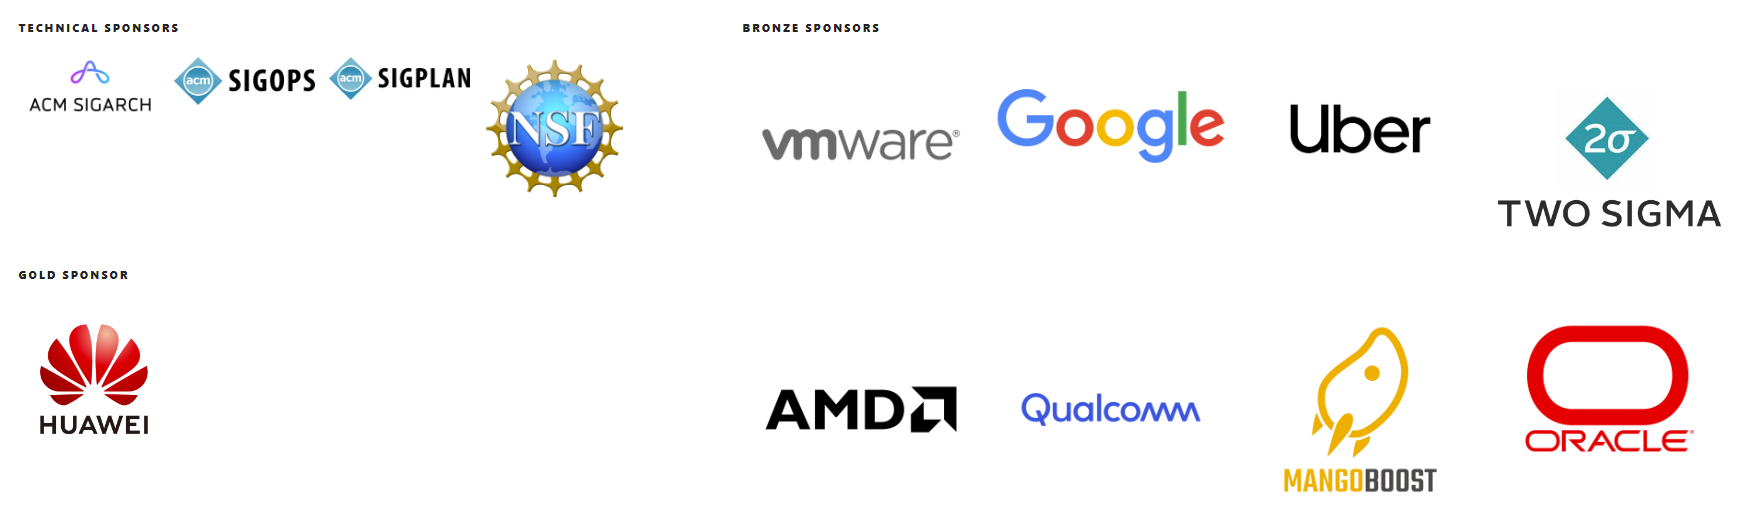 TECHNICAL SPONSORS
ACM SIGARCH
acm SIGOPS
acm SIGPLAN
NSF
GOLD SPONSOR
HUAWEI
BRONZE SPONSORS
vmware®
Google
Uber
2σ
TWO SIGMA
AMD
Qualcomm
MANGOBOOST
ORACLE®